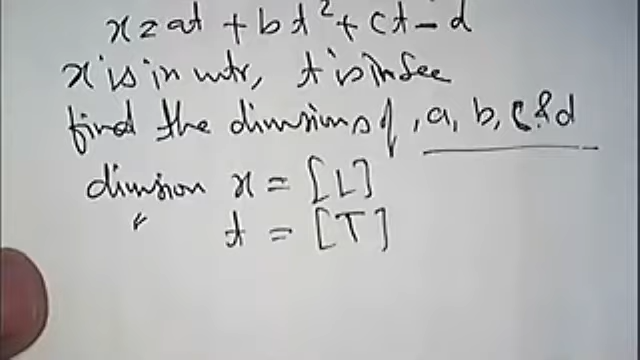 x = at + bt² + ct - d
x is in mtr, t is in Sec
find the dimensions of, a, b, c & d
dimension x = [L]
〃 t = [T]